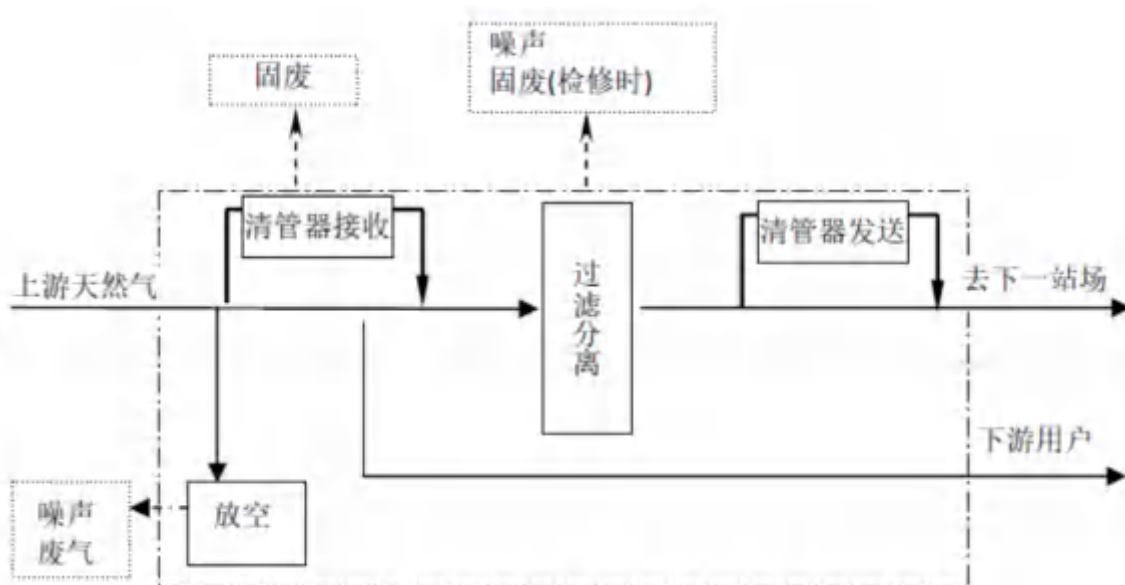 噪声
固废(检修时)
固废
清管器接收
清管器发送
上游天然气
去下一站场
过滤分离
下游用户
放空
噪声
废气